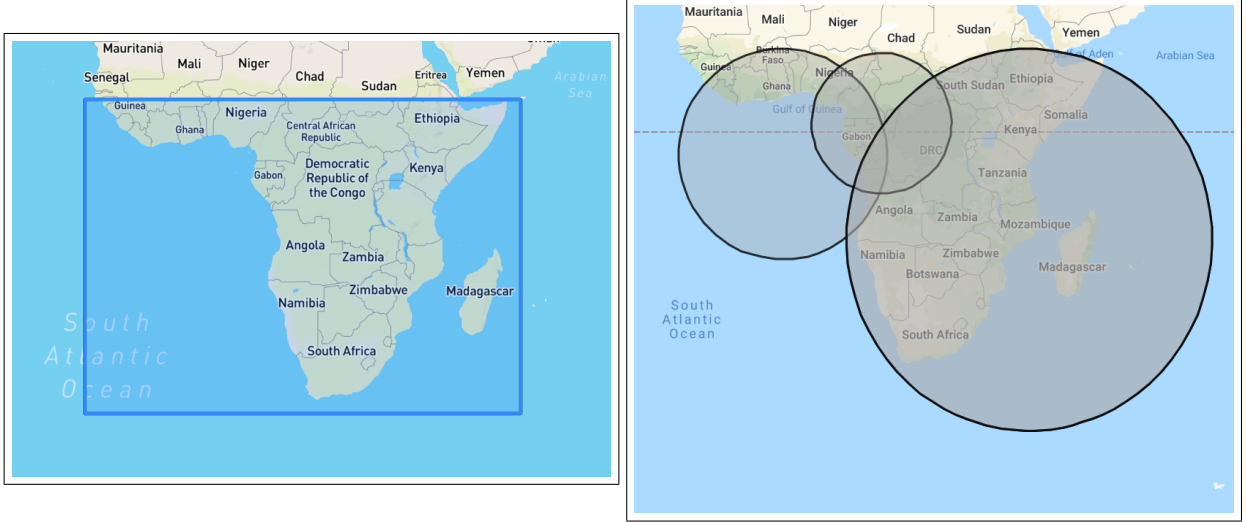 Mauritania
Mali
Niger
Chad
Sudan
Eritrea
Yemen
Senegal
Arabian
Sea
Guinea
Ghana
Nigeria
Central African
Republic
Ethiopia
Gabon
Democratic
Republic of
the Congo
Kenya
Angola
Zambia
Namibia
Zimbabwe
Madagascar
South Africa
South
Atlantic
Ocean
Mauritania
Mali
Niger
Chad
Sudan
Yemen
Burkina
Faso
Guinea
Ghana
Nigeria
South Sudan
Ethiopia
of Aden
Arabian Sea
Gulf of Guinea
Somalia
Gabon
DRC
Kenya
Tanzania
Angola
Zambia
Mozambique
Namibia
Zimbabwe
Botswana
Madagascar
South Africa
South
Atlantic
Ocean